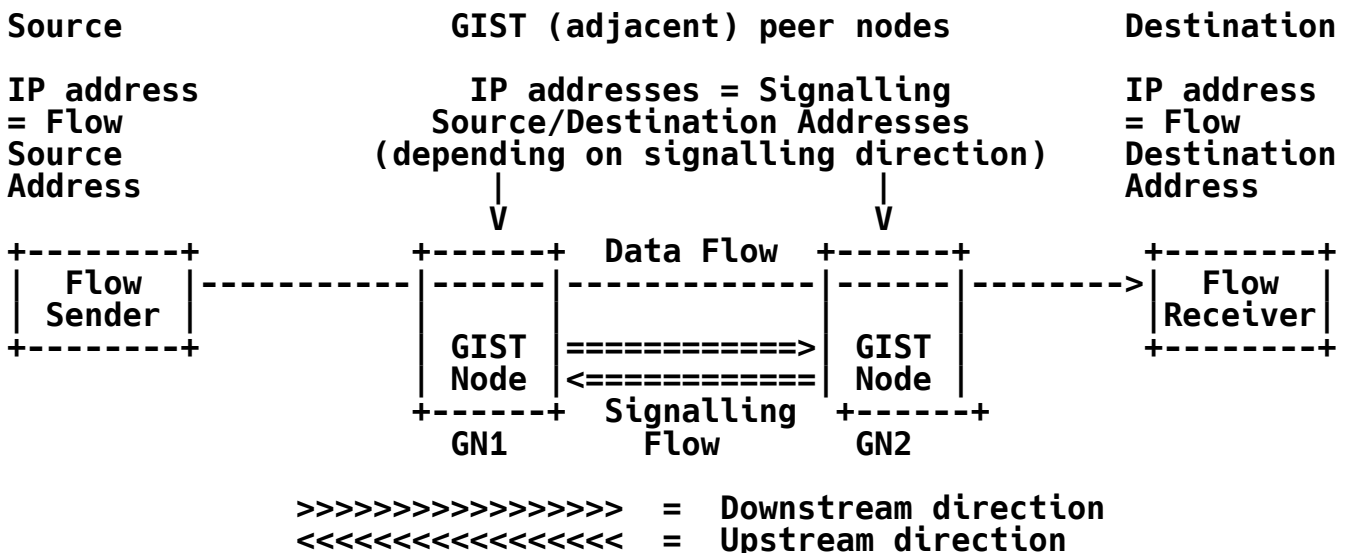 Source                 GIST (adjacent) peer nodes         Destination

IP address              IP addresses = Signalling         IP address
= Flow                Source/Destination Addresses        = Flow
Source             (depending on signalling direction)    Destination
Address                  |                   |            Address
                         V                   V
+--------+           +------+  Data Flow  +------+         +--------+
|  Flow  |-----------|------|-------------|------|-------->|  Flow  |
| Sender |           |      |             |      |         |Receiver|
+--------+           | GIST |============>| GIST |         +--------+
                     | Node |<============| Node |
                     +------+  Signalling  +------+
                       GN1       Flow       GN2

               >>>>>>>>>>>>>>>>>  =  Downstream direction
               <<<<<<<<<<<<<<<<<  =  Upstream direction